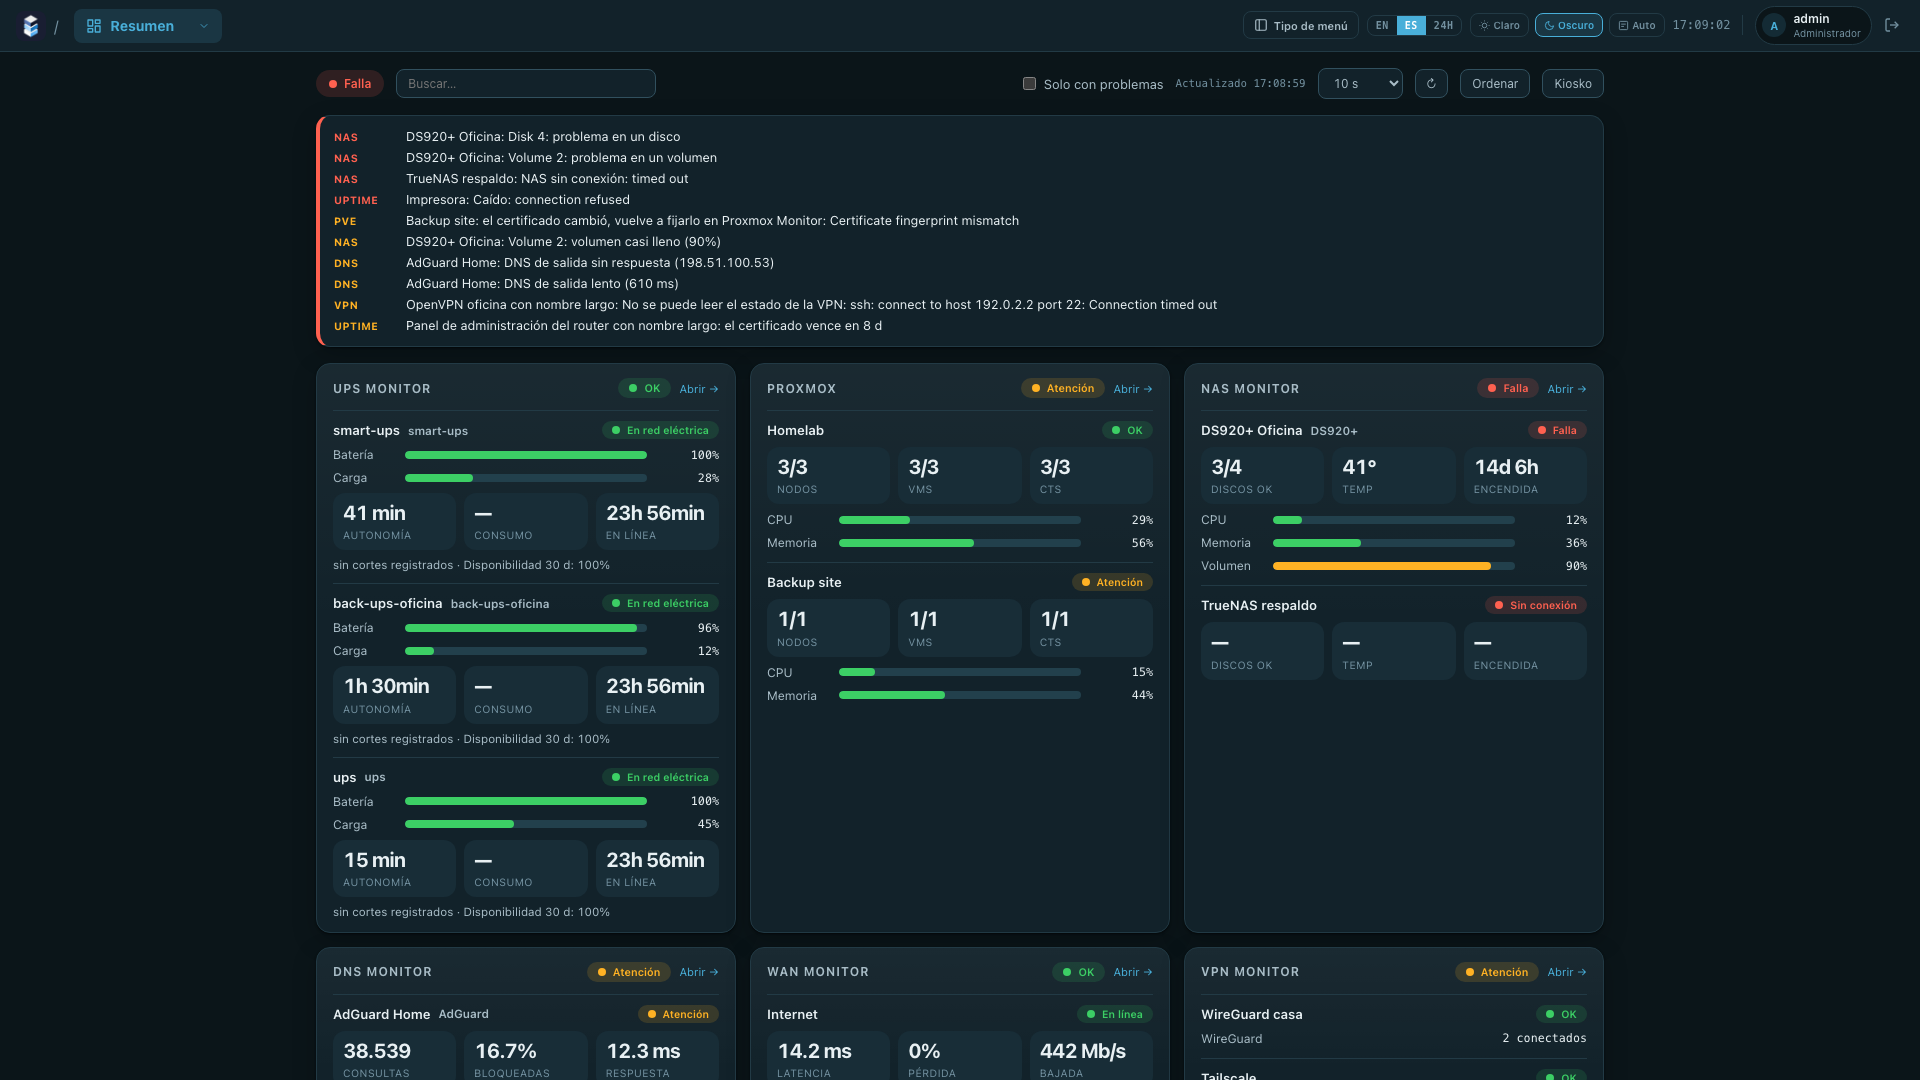 / Resumen
Tipo de menú EN ES 24H Claro Oscuro Auto 17:09:02 A admin Administrador
Falla Buscar... Solo con problemas Actualizado 17:08:59 10 s Ordenar Kiosko
NAS DS920+ Oficina: Disk 4: problema en un disco
NAS DS920+ Oficina: Volume 2: problema en un volumen
NAS TrueNAS respaldo: NAS sin conexión: timed out
UPTIME Impresora: Caído: connection refused
PVE Backup site: el certificado cambió, vuelve a fijarlo en Proxmox Monitor: Certificate fingerprint mismatch
NAS DS920+ Oficina: Volume 2: volumen casi lleno (90%)
DNS AdGuard Home: DNS de salida sin respuesta (198.51.100.53)
DNS AdGuard Home: DNS de salida lento (610 ms)
VPN OpenVPN oficina con nombre largo: No se puede leer el estado de la VPN: ssh: connect to host 192.0.2.2 port 22: Connection timed out
UPTIME Panel de administración del router con nombre largo: el certificado vence en 8 d
UPS MONITOR OK Abrir →
smart-ups smart-ups En red eléctrica
Batería 100%
Carga 28%
41 min — 23h 56min
AUTONOMÍA CONSUMO EN LÍNEA
sin cortes registrados · Disponibilidad 30 d: 100%
back-ups-oficina back-ups-oficina En red eléctrica
Batería 96%
Carga 12%
1h 30min — 23h 56min
AUTONOMÍA CONSUMO EN LÍNEA
sin cortes registrados · Disponibilidad 30 d: 100%
ups ups En red eléctrica
Batería 100%
Carga 45%
15 min — 23h 56min
AUTONOMÍA CONSUMO EN LÍNEA
sin cortes registrados · Disponibilidad 30 d: 100%
PROXMOX Atención Abrir →
Homelab OK
3/3 3/3 3/3
NODOS VMS CTS
CPU 29%
Memoria 56%
Backup site Atención
1/1 1/1 1/1
NODOS VMS CTS
CPU 15%
Memoria 44%
NAS MONITOR Falla Abrir →
DS920+ Oficina DS920+ Falla
3/4 41° 14d 6h
DISCOS OK TEMP ENCENDIDA
CPU 12%
Memoria 36%
Volumen 90%
TrueNAS respaldo Sin conexión
— — —
DISCOS OK TEMP ENCENDIDA
DNS MONITOR Atención Abrir →
AdGuard Home AdGuard Atención
38.539 16.7% 12.3 ms
CONSULTAS BLOQUEADAS RESPUESTA
WAN MONITOR OK Abrir →
Internet En línea
14.2 ms 0% 442 Mb/s
LATENCIA PÉRDIDA BAJADA
VPN MONITOR Atención Abrir →
WireGuard casa OK
WireGuard 2 conectados
Tailscale OK